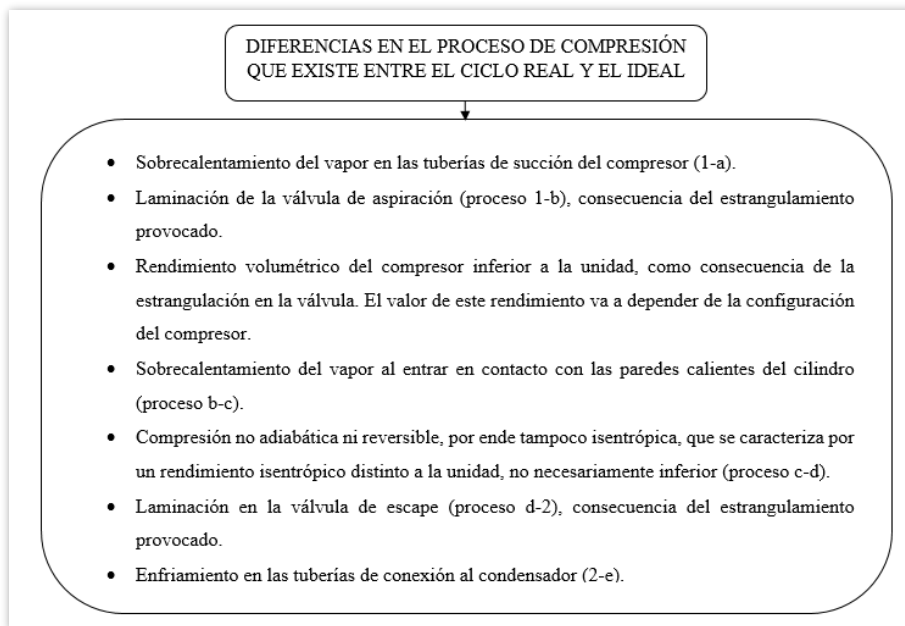 DIFERENCIAS EN EL PROCESO DE COMPRESIÓN
QUE EXISTE ENTRE EL CICLO REAL Y EL IDEAL
• Sobrecalentamiento del vapor en las tuberías de succión del compresor (1-a).
• Laminación de la válvula de aspiración (proceso 1-b), consecuencia del estrangulamiento
provocado.
• Rendimiento volumétrico del compresor inferior a la unidad, como consecuencia de la
estrangulación en la válvula. El valor de este rendimiento va a depender de la configuración
del compresor.
• Sobrecalentamiento del vapor al entrar en contacto con las paredes calientes del cilindro
(proceso b-c).
• Compresión no adiabática ni reversible, por ende tampoco isentrópica, que se caracteriza por
un rendimiento isentrópico distinto a la unidad, no necesariamente inferior (proceso c-d).
• Laminación en la válvula de escape (proceso d-2), consecuencia del estrangulamiento
provocado.
• Enfriamiento en las tuberías de conexión al condensador (2-e).